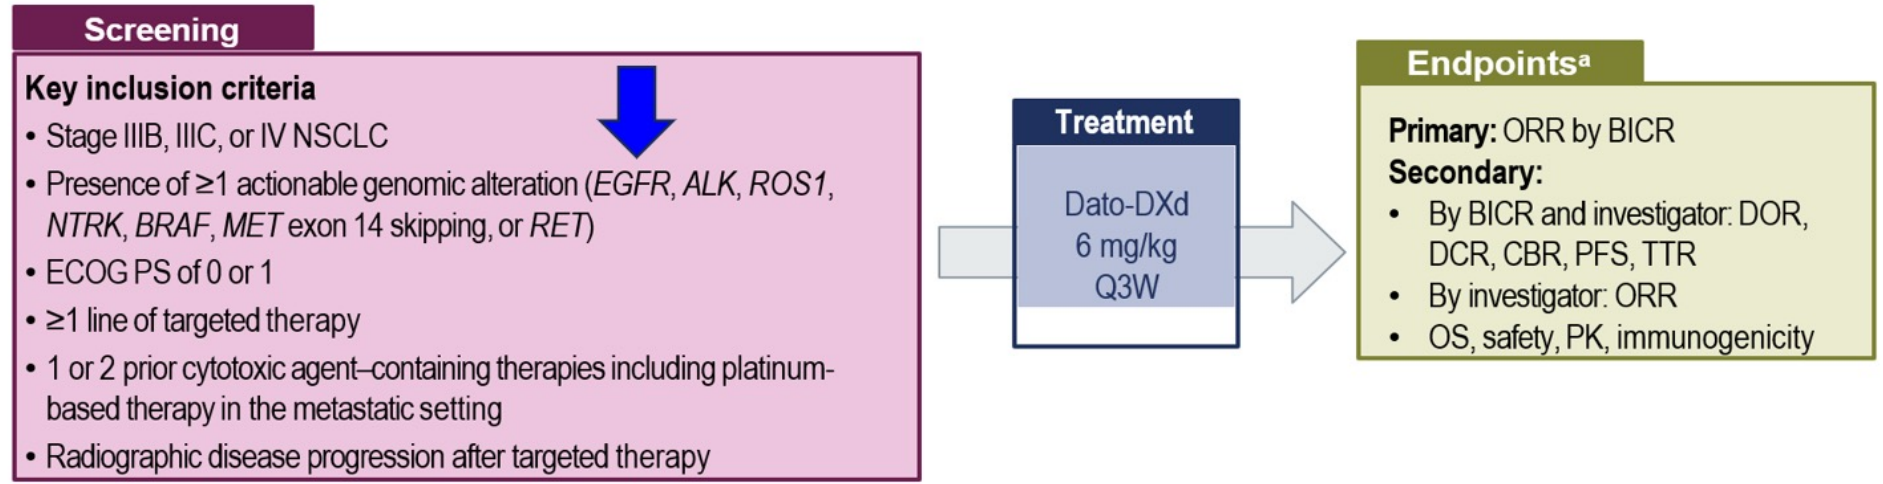 Screening
Key inclusion criteria
• Stage IIIB, IIIC, or IV NSCLC
• Presence of ≥1 actionable genomic alteration (EGFR, ALK, ROS1,
NTRK, BRAF, MET exon 14 skipping, or RET)
• ECOG PS of 0 or 1
• ≥1 line of targeted therapy
• 1 or 2 prior cytotoxic agent–containing therapies including platinum-
based therapy in the metastatic setting
• Radiographic disease progression after targeted therapy
Treatment
Dato-DXd
6 mg/kg
Q3W
Endpointsᵃ
Primary: ORR by BICR
Secondary:
• By BICR and investigator: DOR,
DCR, CBR, PFS, TTR
• By investigator: ORR
• OS, safety, PK, immunogenicity